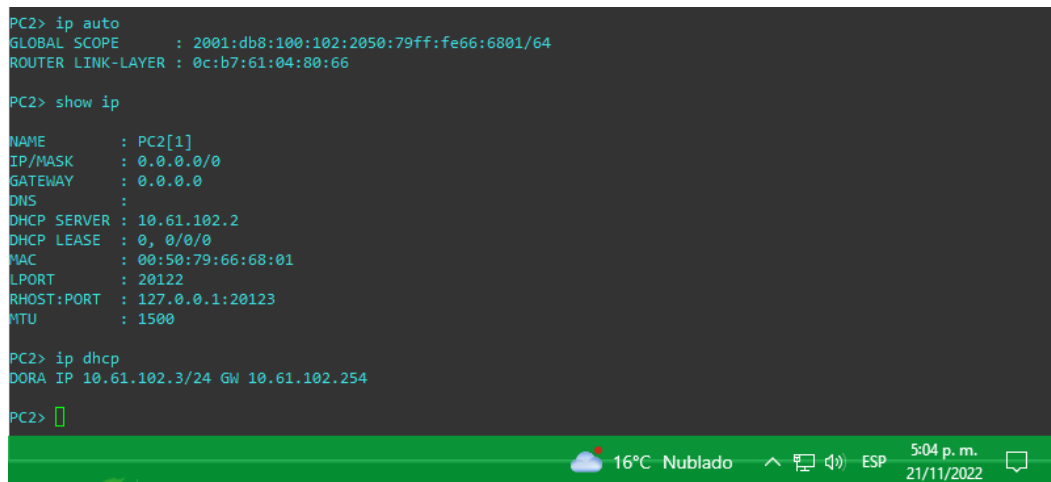 PC2> ip auto
GLOBAL SCOPE      : 2001:db8:100:102:2050:79ff:fe66:6801/64
ROUTER LINK-LAYER : 0c:b7:61:04:80:66
PC2> show ip
NAME        : PC2[1]
IP/MASK     : 0.0.0.0/0
GATEWAY     : 0.0.0.0
DNS         :
DHCP SERVER : 10.61.102.2
DHCP LEASE  : 0, 0/0/0
MAC         : 00:50:79:66:68:01
LPORT       : 20122
RHOST:PORT  : 127.0.0.1:20123
MTU         : 1500
PC2> ip dhcp
DORA IP 10.61.102.3/24 GW 10.61.102.254
PC2>
16°C Nublado ESP 5:04 p. m.
21/11/2022